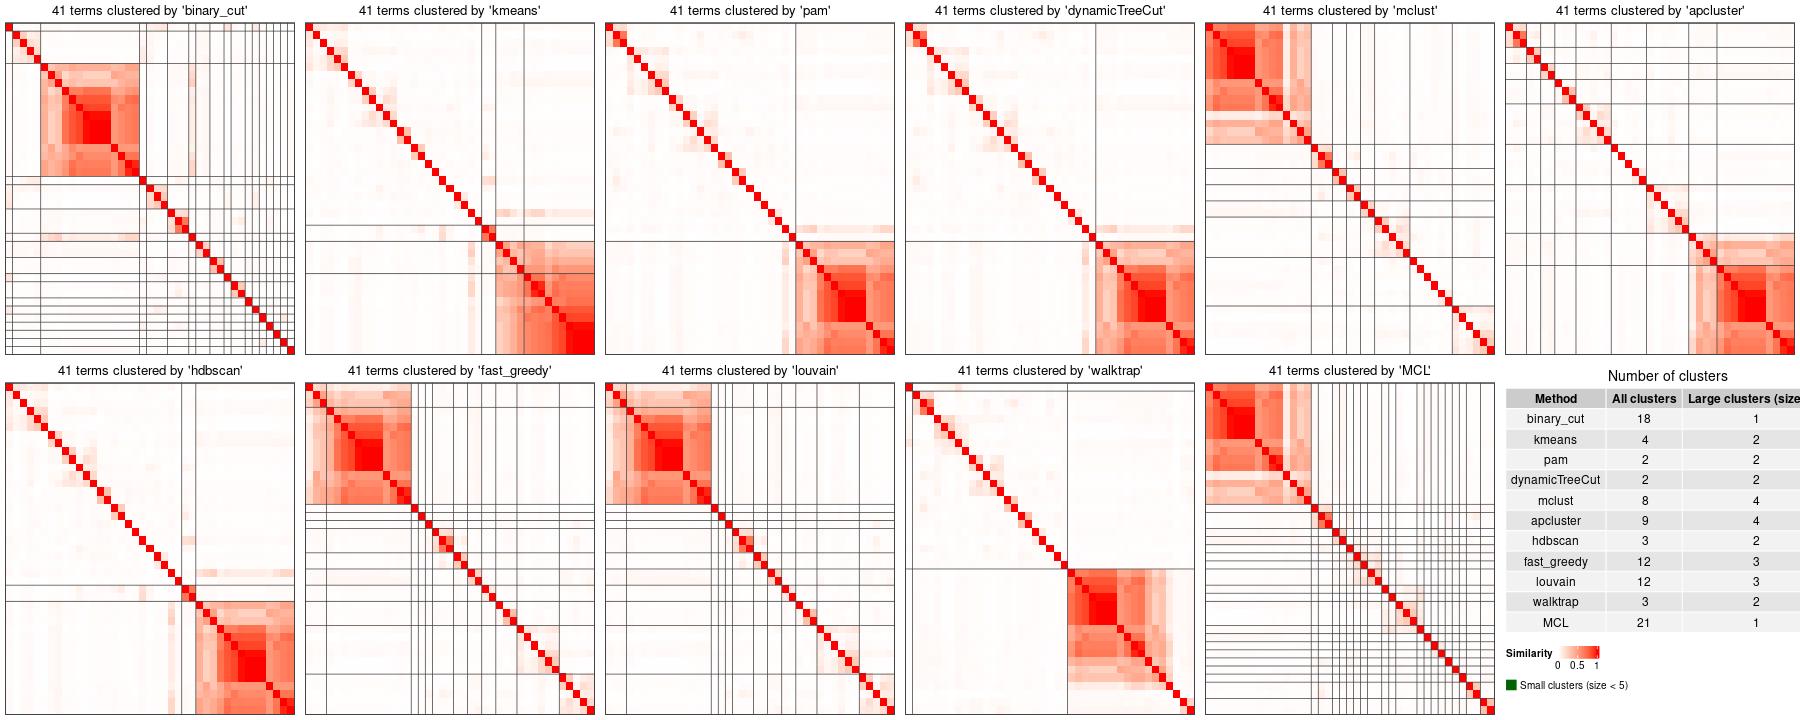 41 terms clustered by 'binary_cut'
41 terms clustered by 'kmeans'
41 terms clustered by 'pam'
41 terms clustered by 'dynamicTreeCut'
41 terms clustered by 'mclust'
41 terms clustered by 'apcluster'
41 terms clustered by 'hdbscan'
41 terms clustered by 'fast_greedy'
41 terms clustered by 'louvain'
41 terms clustered by 'walktrap'
41 terms clustered by 'MCL'
Number of clusters
Method All clusters Large clusters (size
binary_cut 18 1
kmeans 4 2
pam 2 2
dynamicTreeCut 2 2
mclust 8 4
apcluster 9 4
hdbscan 3 2
fast_greedy 12 3
louvain 12 3
walktrap 3 2
MCL 21 1
Similarity
0 0.5 1
Small clusters (size < 5)